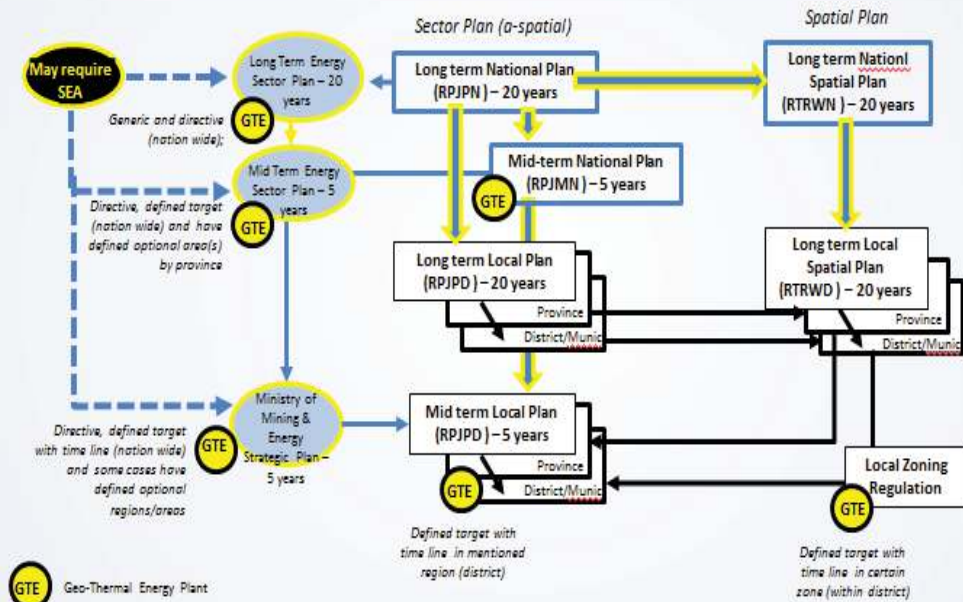 Sector Plan (a-spatial)
Spatial Plan
May require
SEA
Long Term Energy
Sector Plan – 20
years
GTE
Generic and directive
(nation wide);
Long term National Plan
(RPJPN) – 20 years
Long term Nationl
Spatial Plan
(RTRWN) – 20 years
Mid Term Energy
Sector Plan – 5
years
GTE
Directive, defined target
(nation wide) and have
defined optional area(s)
by province
Mid-term National Plan
(RPJMN) – 5 years
GTE
Long term Local Plan
(RPJPD) – 20 years
Province
District/Munic
Long term Local
Spatial Plan
(RTRWD) – 20 years
Province
District/Munic
Ministry of
Mining &
Energy
Strategic Plan –
5 years
GTE
Directive, defined target
with time line (nation wide)
and some cases have
defined optional
regions/areas
Mid term Local Plan
(RPJPD) – 5 years
Province
District/Munic
GTE
Defined target with
time line in mentioned
region (district)
Local Zoning
Regulation
GTE
Defined target with
time line in certain
zone (within district)
GTE
Geo-Thermal Energy Plant